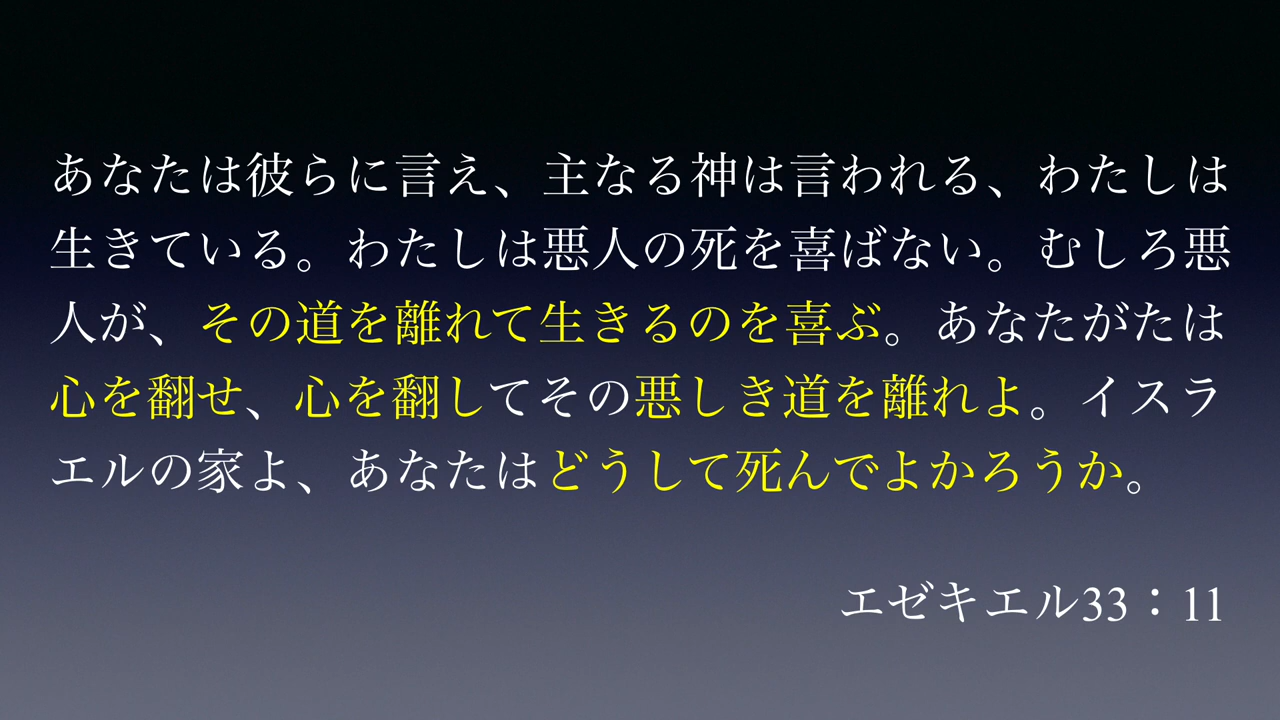 あなたは彼らに言え、主なる神は言われる、わたしは
生きている。わたしは悪人の死を喜ばない。むしろ悪
人が、その道を離れて生きるのを喜ぶ。あなたがたは
心を翻せ、心を翻してその悪しき道を離れよ。イスラ
エルの家よ、あなたはどうして死んでよかろうか。
エゼキエル33：11